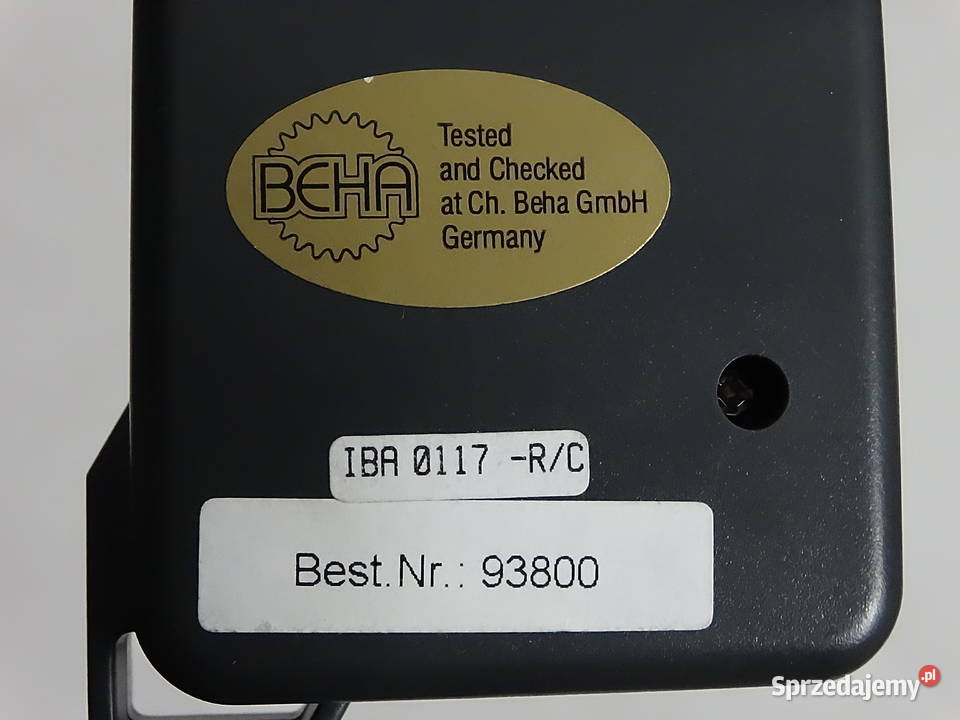 BEHA
Tested
and Checked
at Ch. Beha GmbH
Germany
IBA 0117 -R/C
Best.Nr.: 93800
Sprzedajemy.pl